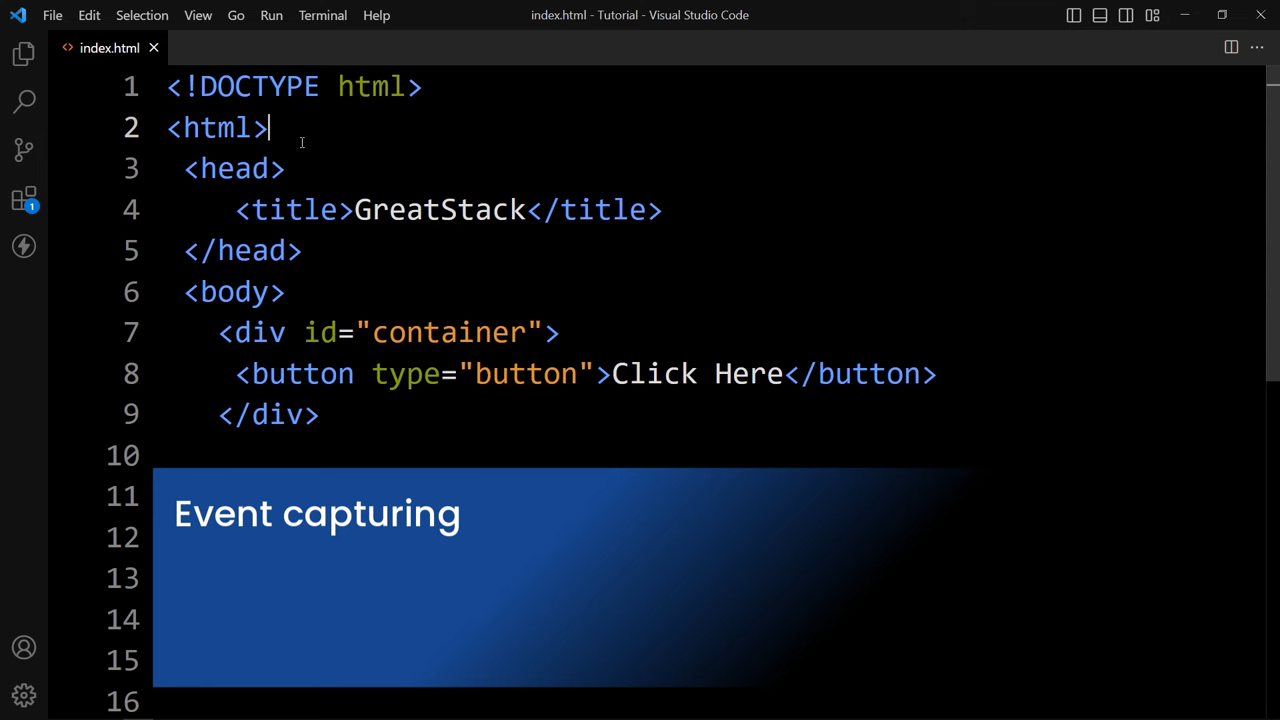 File Edit Selection View Go Run Terminal Help index.html - Tutorial - Visual Studio Code
<> index.html
1 <!DOCTYPE html>
2 <html>
3 <head>
4 <title>GreatStack</title>
5 </head>
6 <body>
7 <div id="container">
8 <button type="button">Click Here</button>
9 </div>
10
11
Event capturing
12
13
14
15
16
1